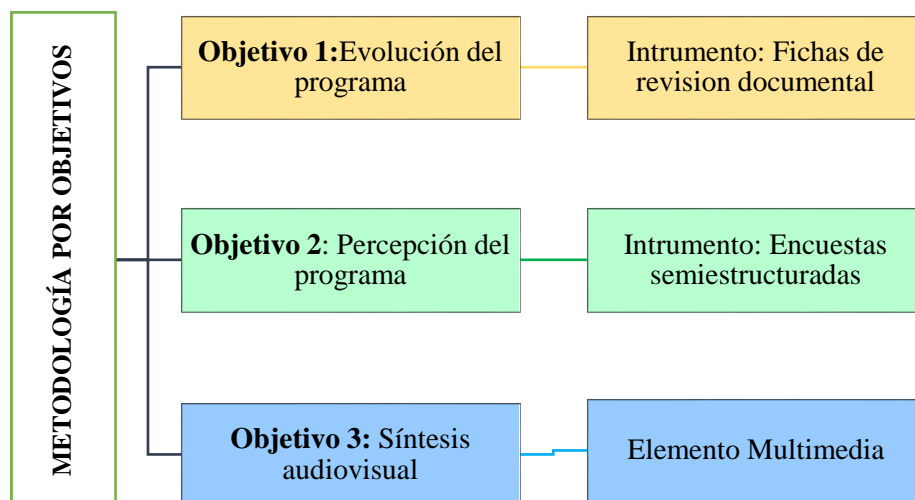 METODOLOGÍA POR OBJETIVOS
Objetivo 1:Evolución del
programa
Intrumento: Fichas de
revision documental
Objetivo 2: Percepción del
programa
Intrumento: Encuestas
semiestructuradas
Objetivo 3: Síntesis
audiovisual
Elemento Multimedia